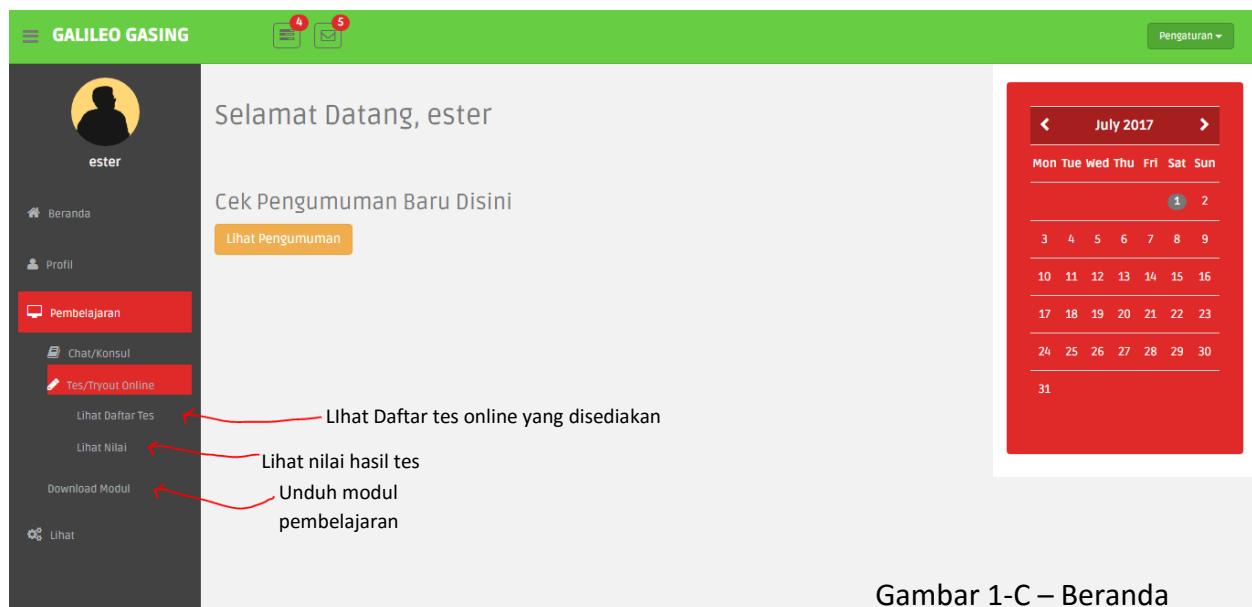 GALILEO GASING
4
5
Pengaturan
ester
Beranda
Profil
Pembelajaran
Chat/Konsul
Tes/Tryout Online
Lihat Daftar Tes
Lihat Nilai
Download Modul
Lihat
Selamat Datang, ester
Cek Pengumuman Baru Disini
Lihat Pengumuman
LIhat Daftar tes online yang disediakan
Lihat nilai hasil tes
Unduh modul
pembelajaran
July 2017
Mon Tue Wed Thu Fri Sat Sun
1 2
3 4 5 6 7 8 9
10 11 12 13 14 15 16
17 18 19 20 21 22 23
24 25 26 27 28 29 30
31
Gambar 1-C – Beranda